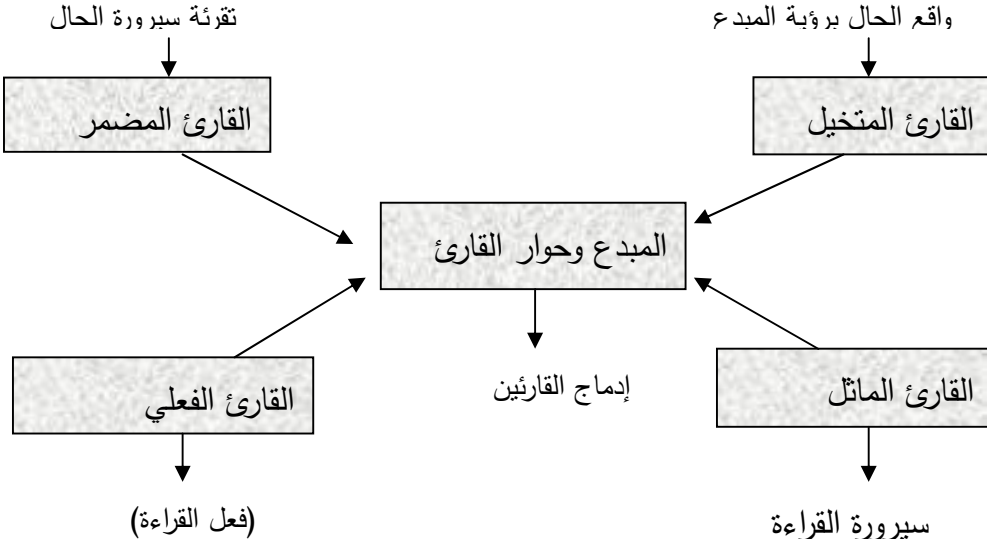 واقع الحال برؤية المبدع
تقرئة سيرورة الحال
القارئ المتخيل
القارئ المضمر
المبدع وحوار القارئ
القارئ الماثل
القارئ الفعلي
إدماج القارئين
سيرورة القراءة
(فعل القراءة)